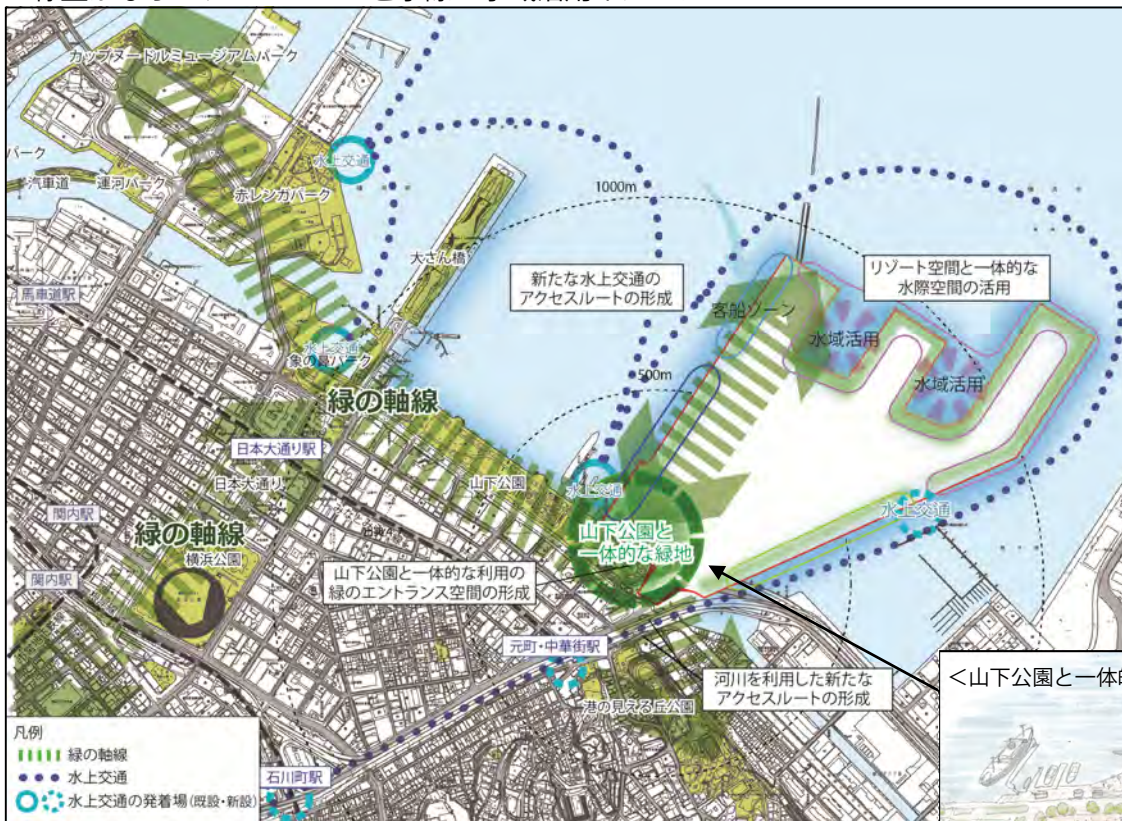 カップヌードルミュージアムパーク
パーク
汽車道
運河パーク
赤レンガパーク
水上交通
大さん橋
1000m
新たな水上交通の
アクセスルートの形成
リゾート空間と一体的な
水際空間の活用
客船ゾーン
水域活用
水域活用
馬車道駅
水上交通
象の鼻パーク
500m
緑の軸線
日本大通り駅
日本大通り
山下公園
水上交通
水上交通
関内駅
緑の軸線
横浜公園
山下公園と
一体的な緑地
関内駅
山下公園と一体的な利用の
緑のエントランス空間の形成
元町・中華街駅
河川を利用した新たな
アクセスルートの形成
港の見える丘公園
石川町駅
<山下公園と一体的
凡例
緑の軸線
水上交通
水上交通の発着場(既設・新設)